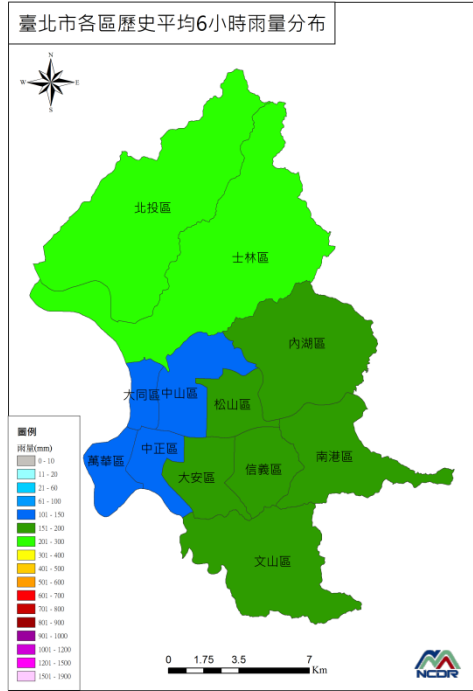 臺北市各區歷史平均6小時雨量分布
N
W E
S
北投區
士林區
內湖區
大同區 中山區
松山區
中正區
萬華區
大安區 信義區 南港區
文山區
圖例
雨量(mm)
0 - 10
11 - 20
21 - 60
61 - 100
101 - 150
151 - 200
201 - 300
301 - 400
401 - 500
501 - 600
601 - 700
701 - 800
801 - 900
901 - 1000
1001 - 1200
1201 - 1500
1501 - 1900
0 1.75 3.5 7
Km
NCDR